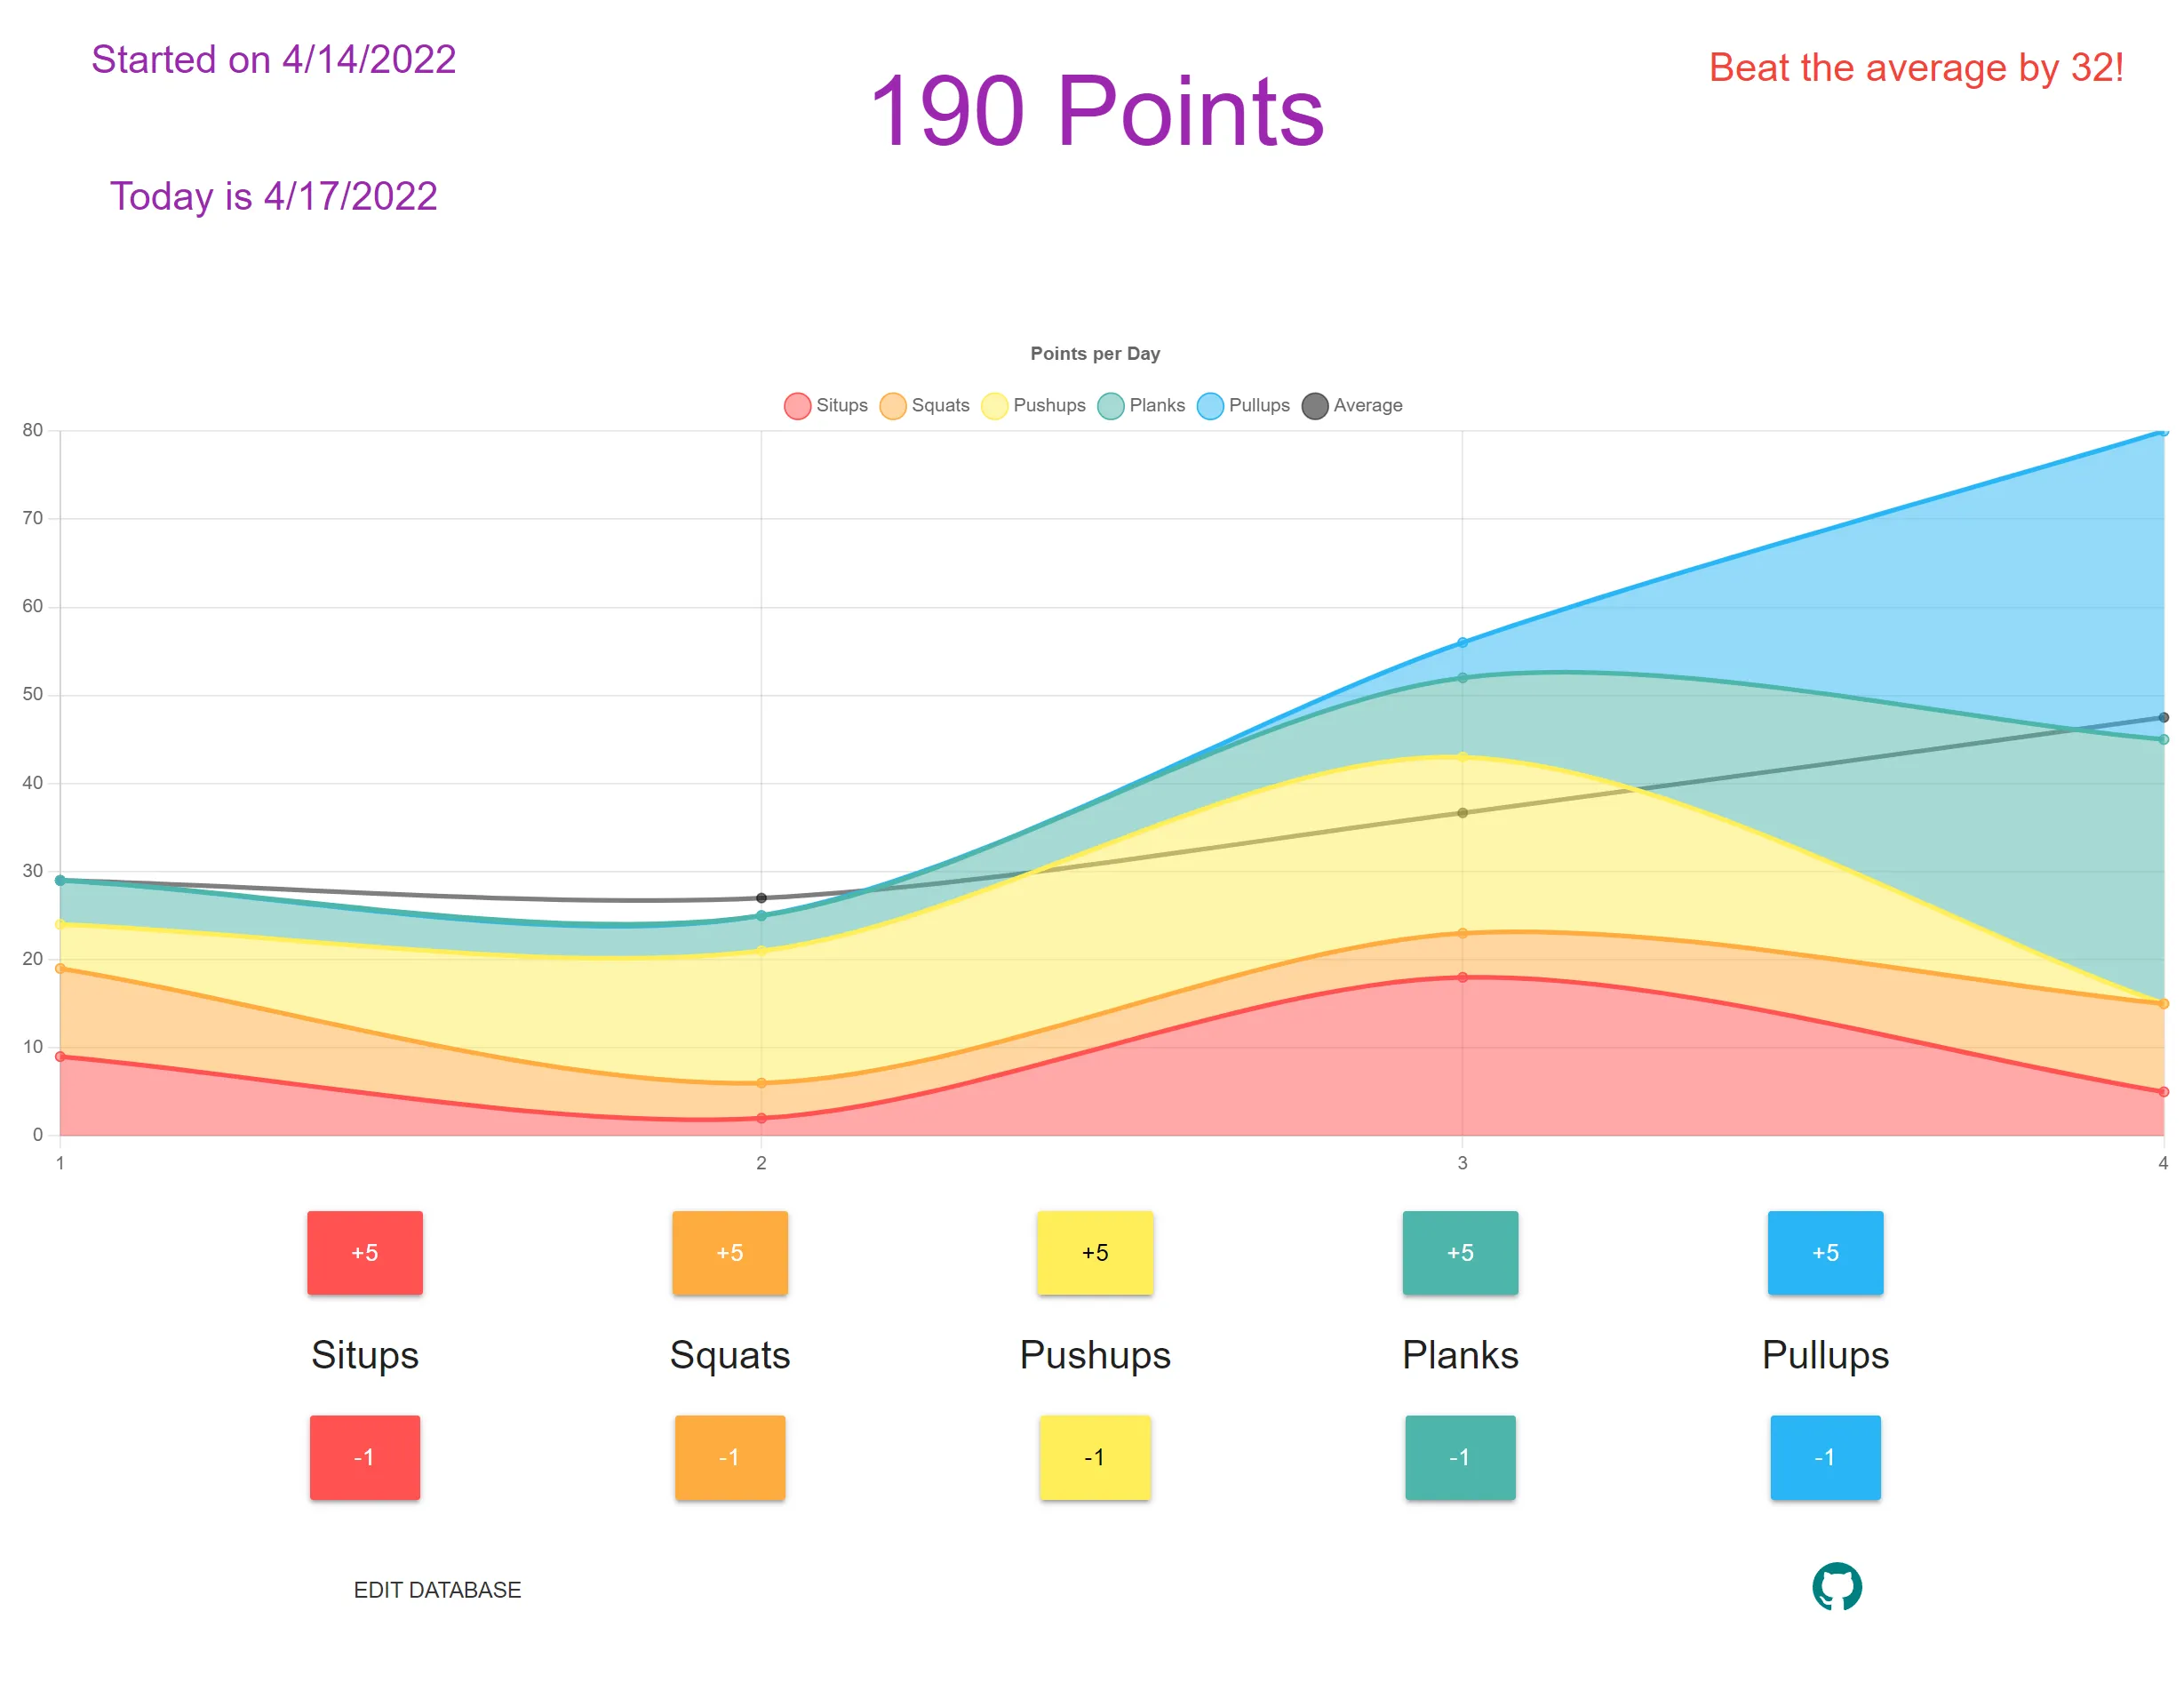 Started on 4/14/2022
190 Points
Beat the average by 32!
Today is 4/17/2022
Points per Day
Situps Squats Pushups Planks Pullups Average
80
70
60
50
40
30
20
10
0
1 2 3 4
+5 +5 +5 +5 +5
Situps Squats Pushups Planks Pullups
-1 -1 -1 -1 -1
EDIT DATABASE